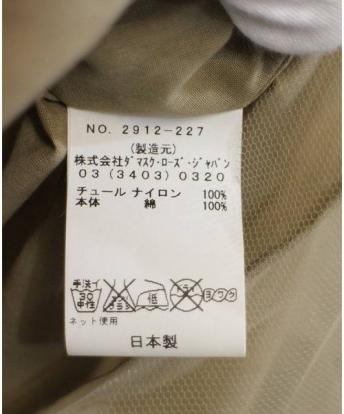 NO. 2912-227
(製造元)
株式会社ﾀﾞﾏｽｸ･ﾛｰｽﾞ･ｼﾞｬﾊﾟﾝ
03(3403)0320
チュール ナイロン 100%
本体 綿 100%
手洗イ
30
中性
低
ドライ
ヨワク
ネット使用
日本製